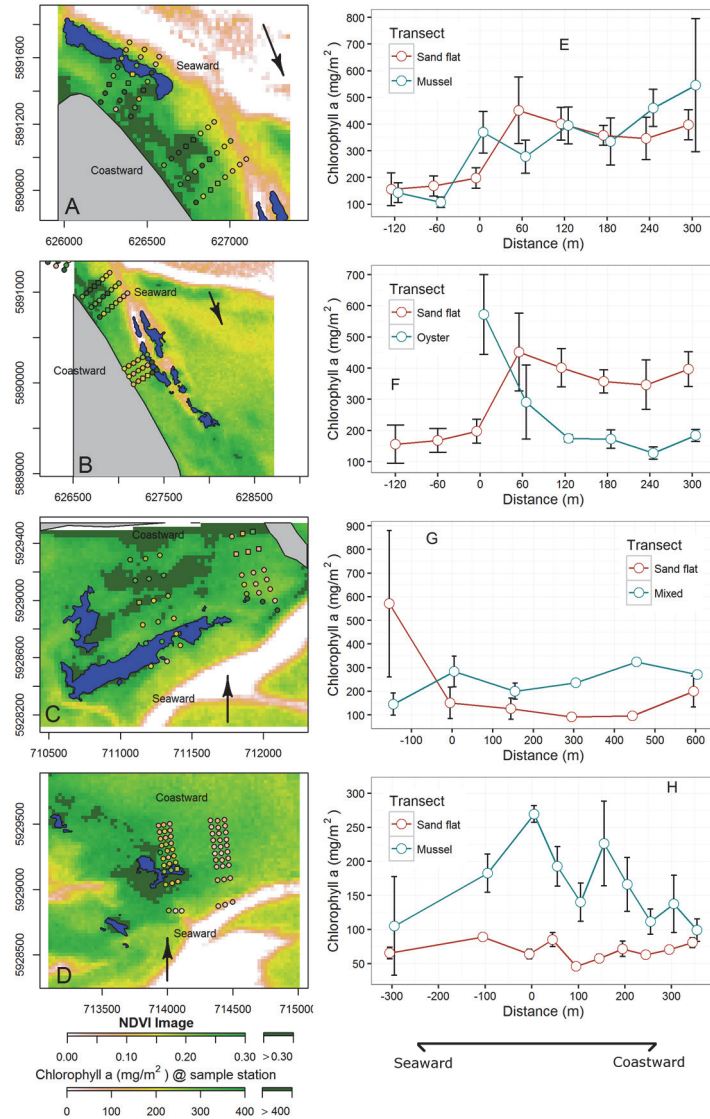 5891600
5891200
5890800
Seaward
Coastward
A
626000
626500
627000
Chlorophyll a (mg/m²)
800
700
600
500
400
300
200
100
Transect
Sand flat
Mussel
E
-120
-60
0
60
120
180
240
300
Distance (m)
5891000
5890000
5889000
Seaward
Coastward
B
626500
627500
628500
Chlorophyll a (mg/m²)
700
600
500
400
300
200
100
Transect
Sand flat
Oyster
F
-120
-60
0
60
120
180
240
300
Distance (m)
5929400
5929000
5928600
5928200
Coastward
Seaward
C
710500
711000
711500
712000
Chlorophyll a (mg/m²)
900
800
700
600
500
400
300
200
100
G
Transect
Sand flat
Mixed
-100
0
100
200
300
400
500
600
Distance (m)
5929500
5929000
5928500
Coastward
Seaward
D
713500
714000
714500
715000
Chlorophyll a (mg/m²)
300
250
200
150
100
50
Transect
Sand flat
Mussel
H
-300
-200
-100
0
100
200
300
Distance (m)
NDVI Image
0.00 0.10 0.20 0.30 >0.30
Chlorophyll a (mg/m²) @ sample station
0 100 200 300 400 > 400
Seaward
Coastward